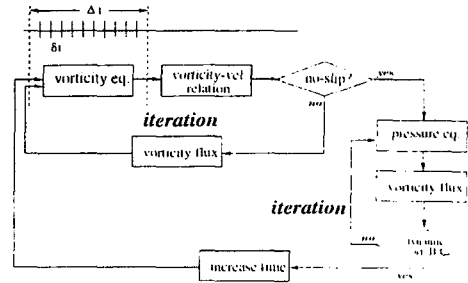 Δt
δt
vorticity eq.
vorticity-vel
relation
no-slip?
yes
no
iteration
vorticity flux
pressure eq.
vorticity flux
iteration
no
yes
increase time